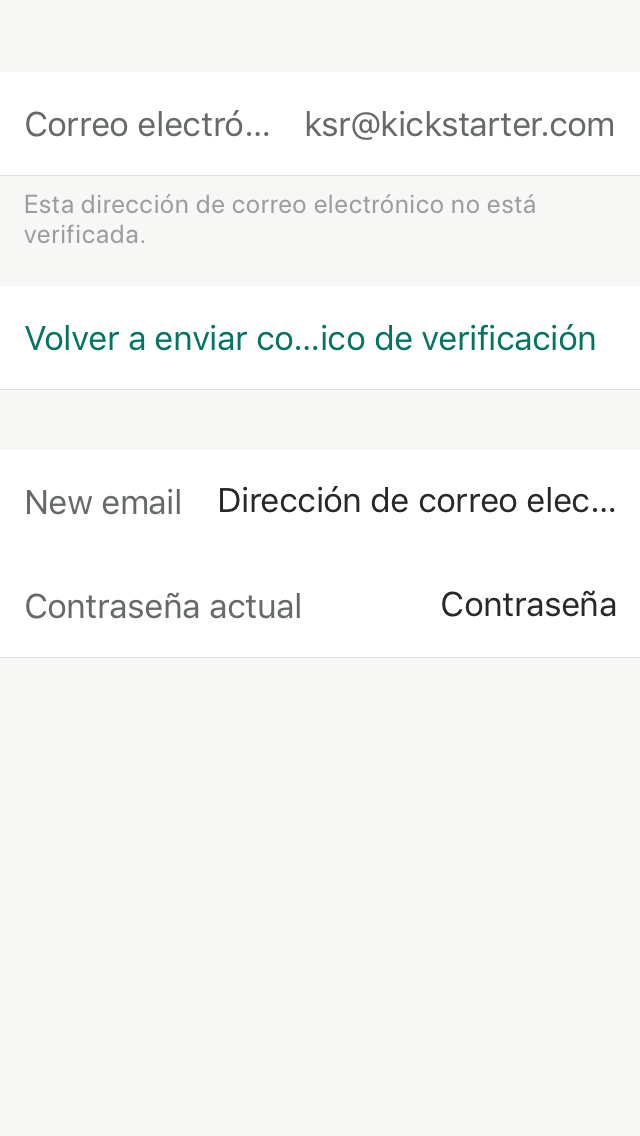 Correo electró... ksr@kickstarter.com
Esta dirección de correo electrónico no está
verificada.
Volver a enviar co...ico de verificación
New email Dirección de correo elec...
Contraseña actual Contraseña